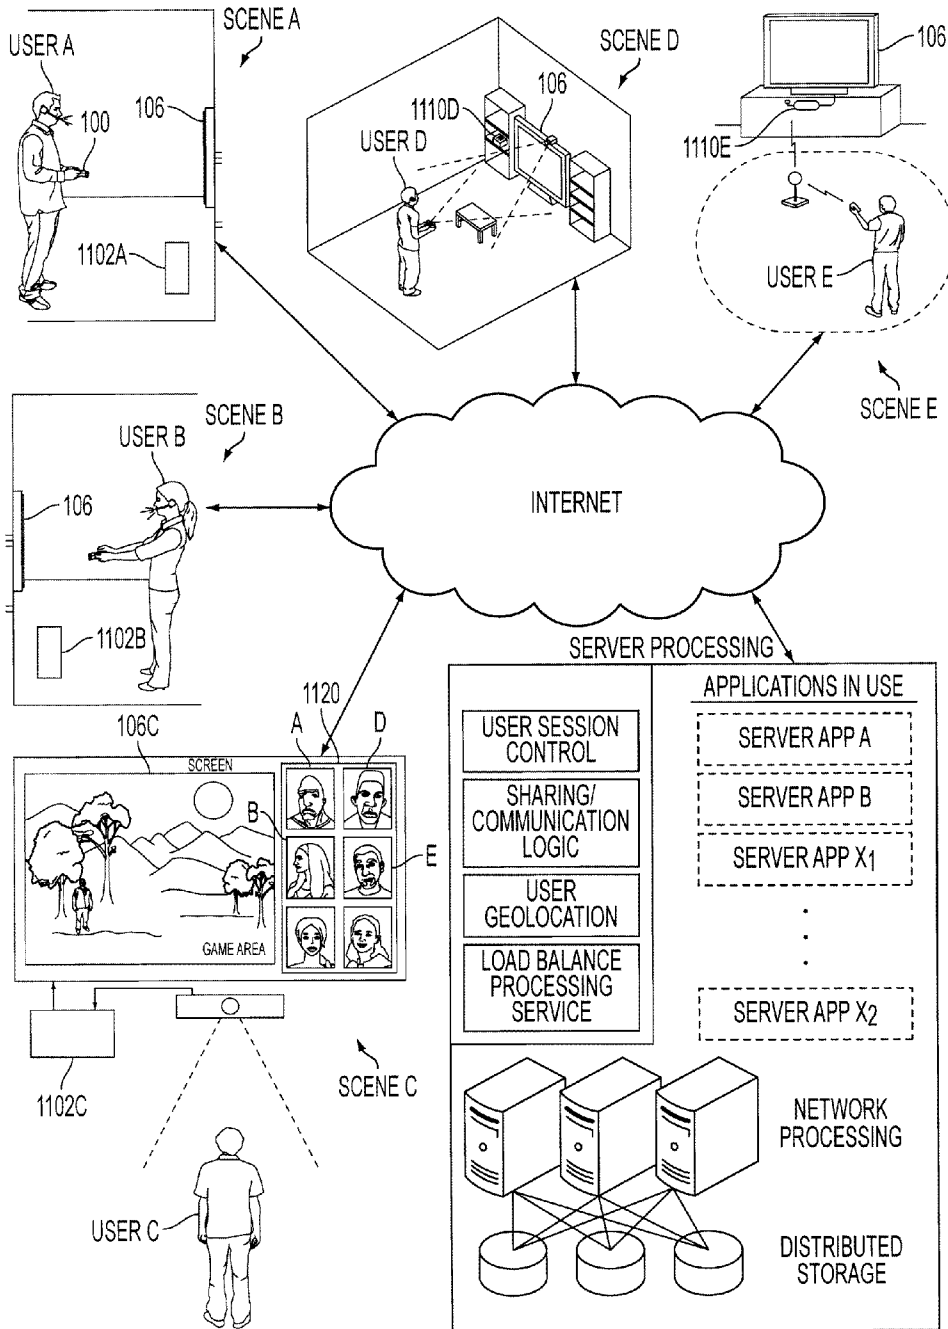 SCENE A
USER A
100
106
1102A
SCENE D
106
1110D
USER D
106
1110E
USER E
SCENE E
SCENE B
USER B
106
1102B
INTERNET
SERVER PROCESSING
1120
A
D
106C
SCREEN
B
E
GAME AREA
1102C
SCENE C
USER C
USER SESSION
CONTROL
SHARING/
COMMUNICATION
LOGIC
USER
GEOLOCATION
LOAD BALANCE
PROCESSING
SERVICE
APPLICATIONS IN USE
SERVER APP A
SERVER APP B
SERVER APP X1
SERVER APP X2
NETWORK
PROCESSING
DISTRIBUTED
STORAGE